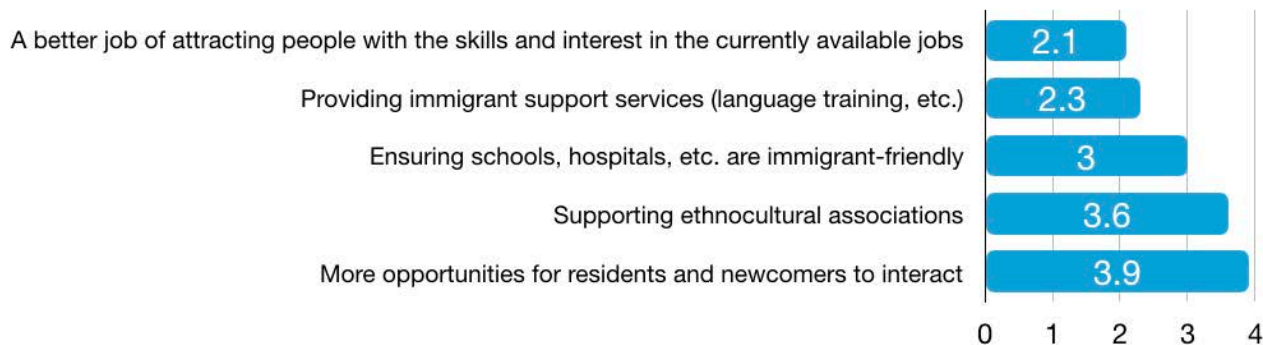 A better job of attracting people with the skills and interest in the currently available jobs 2.1
Providing immigrant support services (language training, etc.) 2.3
Ensuring schools, hospitals, etc. are immigrant-friendly 3
Supporting ethnocultural associations 3.6
More opportunities for residents and newcomers to interact 3.9
0 1 2 3 4